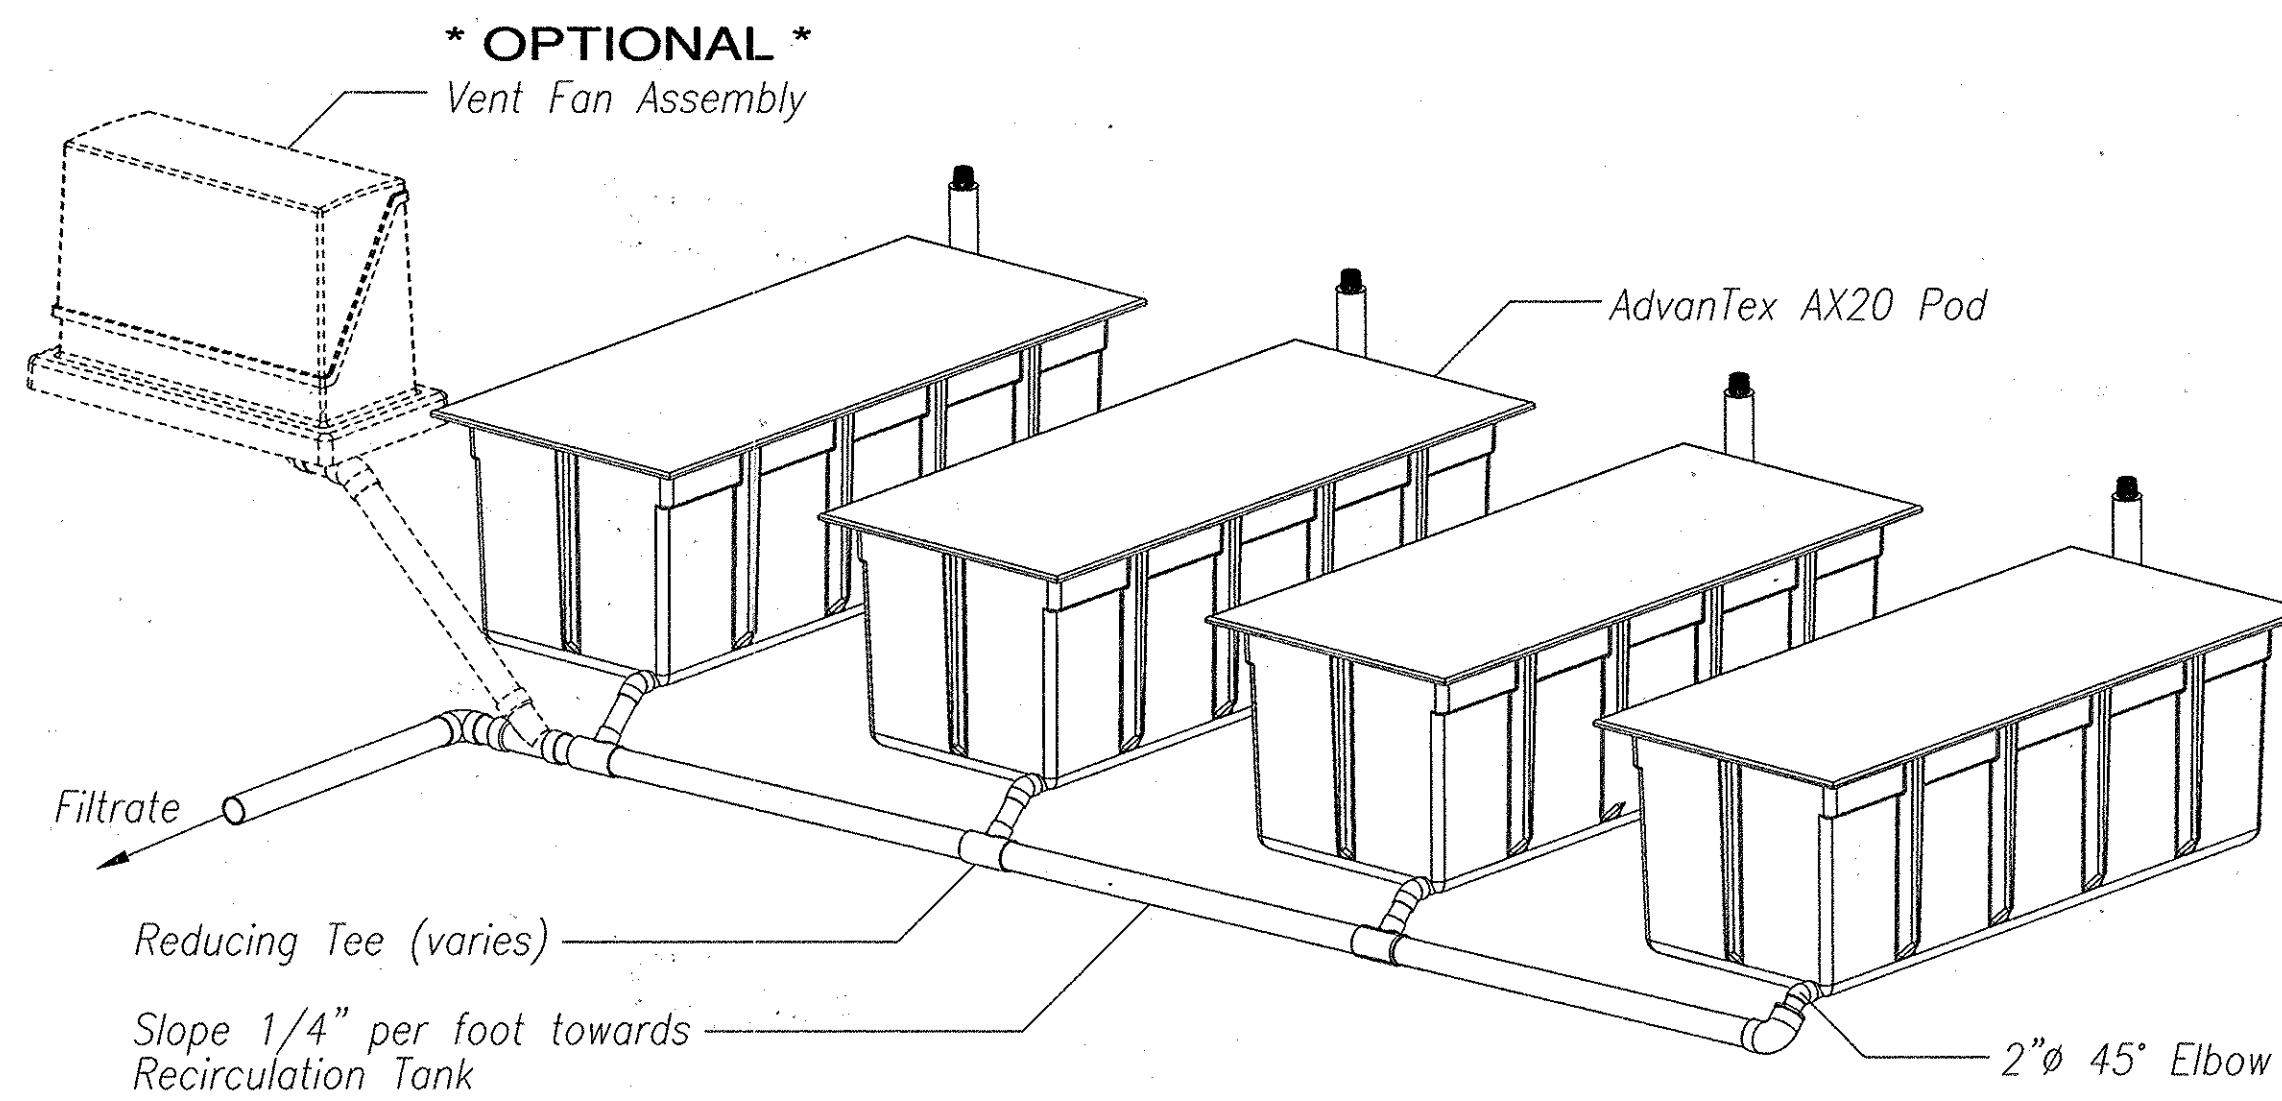 * OPTIONAL *
Vent Fan Assembly
AdvanTex AX20 Pod
Filtrate
Reducing Tee (varies)
Slope 1/4" per foot towards
Recirculation Tank
2"ø 45° Elbow